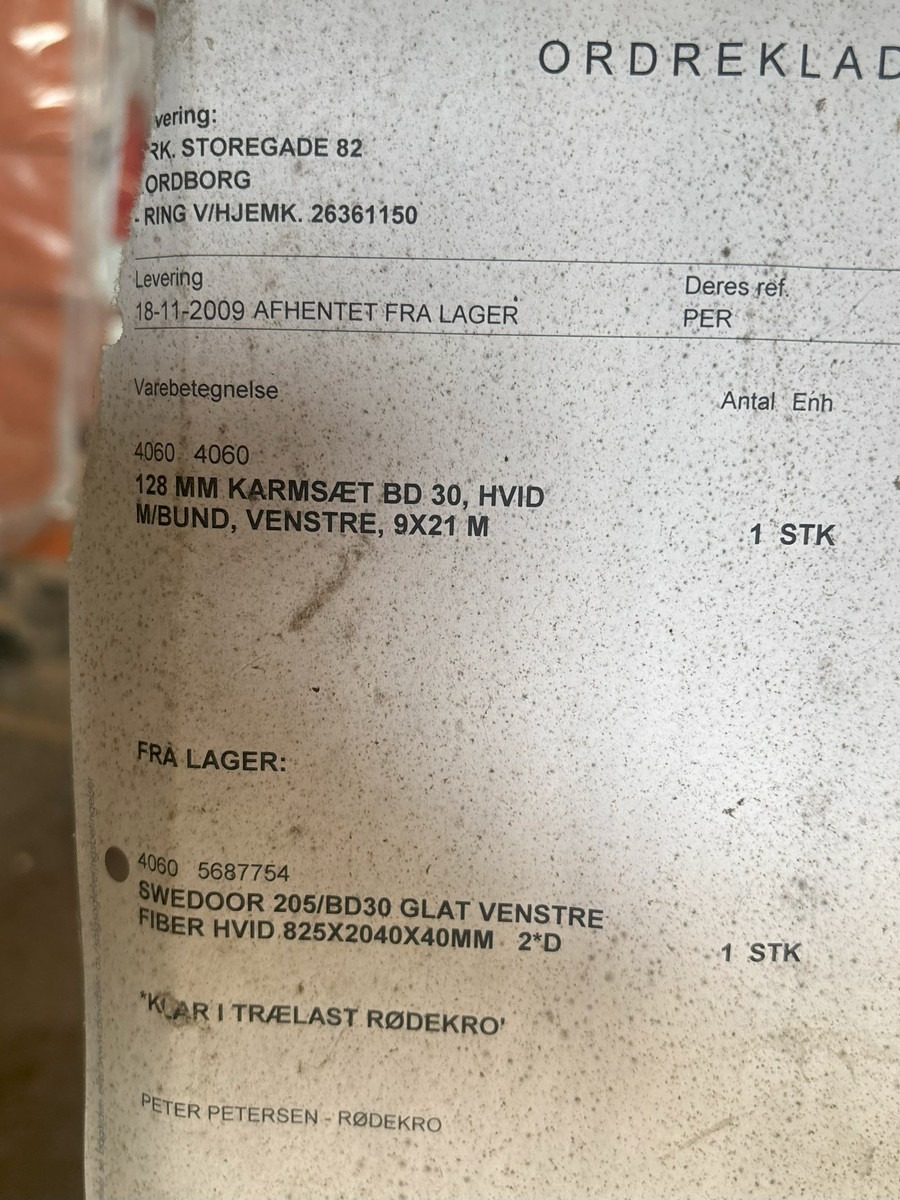 ORDREKLAD
vering:
RK. STOREGADE 82
ORDBORG
- RING V/HJEMK. 26361150
Levering
Deres ref.
18-11-2009 AFHENTET FRA LAGER
PER
Varebetegnelse
Antal Enh
4060 4060
128 MM KARMSÆT BD 30, HVID
M/BUND, VENSTRE, 9X21 M
1 STK
FRA LAGER:
4060 5687754
SWEDOOR 205/BD30 GLAT VENSTRE
FIBER HVID 825X2040X40MM 2*D
1 STK
*KLAR I TRÆLAST RØDEKRO'
PETER PETERSEN - RØDEKRO